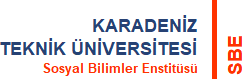 KARADENİZ
TEKNİK ÜNİVERSİTESİ
Sosyal Bilimler Enstitüsü
SBE